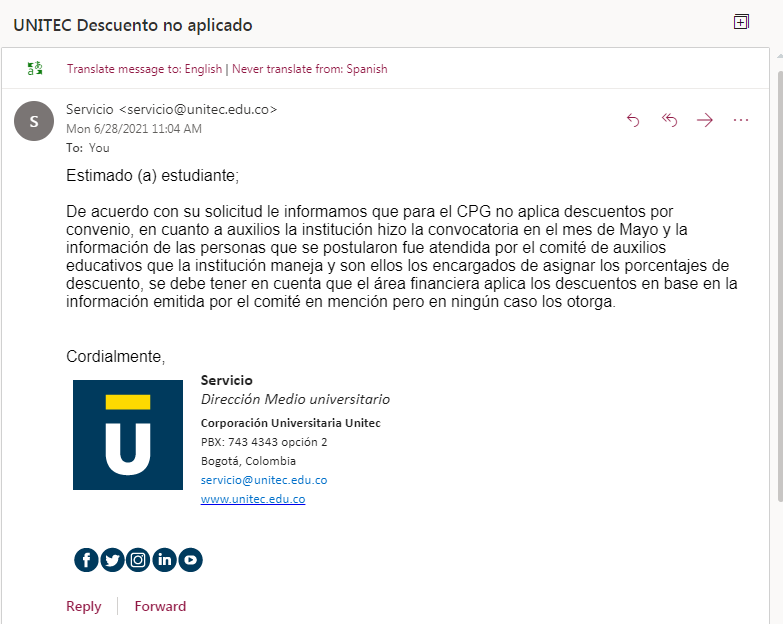 UNITEC Descuento no aplicado
Translate message to: English | Never translate from: Spanish
S
Servicio <servicio@unitec.edu.co>
Mon 6/28/2021 11:04 AM
To: You
Estimado (a) estudiante;
De acuerdo con su solicitud le informamos que para el CPG no aplica descuentos por
convenio, en cuanto a auxilios la institución hizo la convocatoria en el mes de Mayo y la
información de las personas que se postularon fue atendida por el comité de auxilios
educativos que la institución maneja y son ellos los encargados de asignar los porcentajes de
descuento, se debe tener en cuenta que el área financiera aplica los descuentos en base en la
información emitida por el comité en mención pero en ningún caso los otorga.
Cordialmente,
Servicio
Dirección Medio universitario
Corporación Universitaria Unitec
PBX: 743 4343 opción 2
Bogotá, Colombia
servicio@unitec.edu.co
www.unitec.edu.co
Reply
Forward